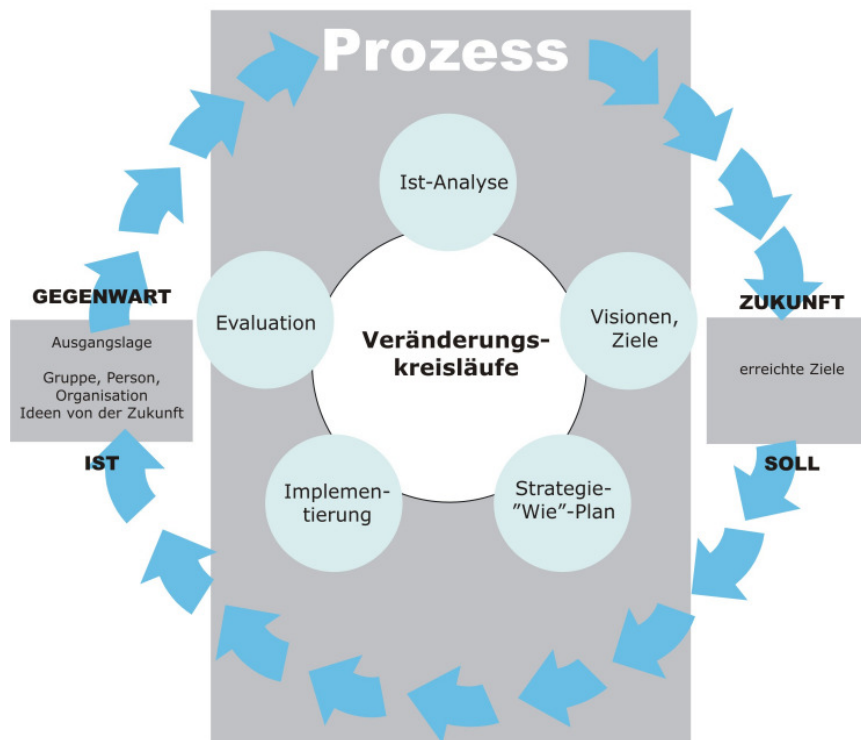 Prozess
Ist-Analyse
GEGENWART
Ausgangslage
Gruppe, Person,
Organisation
Ideen von der Zukunft
IST
Evaluation
Veränderungs-
kreisläufe
Visionen,
Ziele
ZUKUNFT
erreichte Ziele
SOLL
Implemen-
tierung
Strategie-
”Wie”-Plan